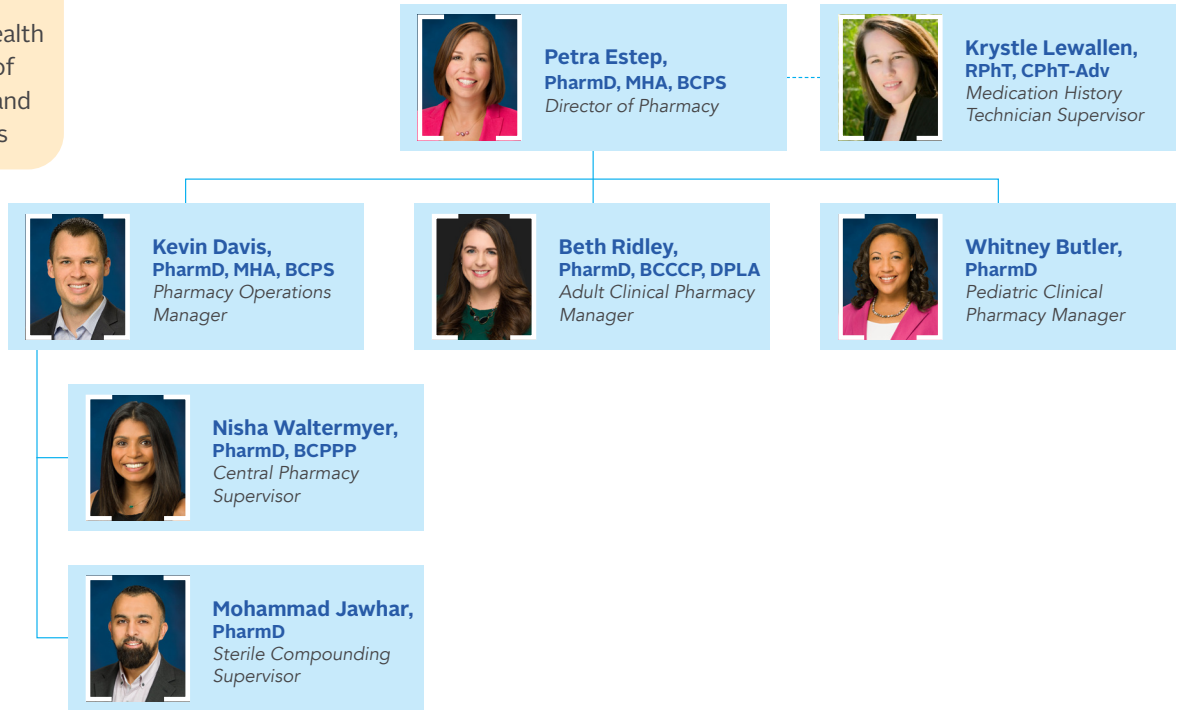 of
and
Petra Estep,
PharmD, MHA, BCPS
Director of Pharmacy
Krystle Lewallen,
RPhT, CPhT-Adv
Medication History
Technician Supervisor
Kevin Davis,
PharmD, MHA, BCPS
Pharmacy Operations
Manager
Beth Ridley,
PharmD, BCCCP, DPLA
Adult Clinical Pharmacy
Manager
Whitney Butler,
PharmD
Pediatric Clinical
Pharmacy Manager
Nisha Waltermyer,
PharmD, BCPPP
Central Pharmacy
Supervisor
Mohammad Jawhar,
PharmD
Sterile Compounding
Supervisor